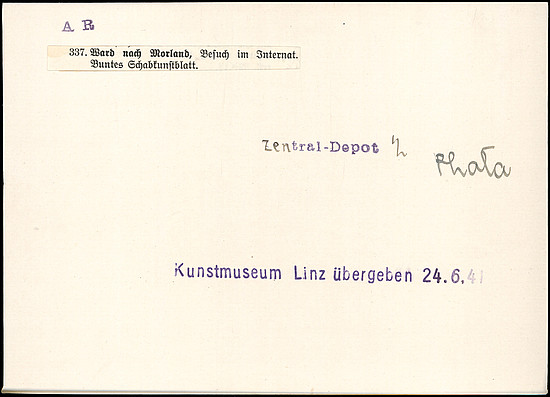 A R
337. Ward nach Morland, Besuch im Internat.
Buntes Schabkunstblatt.
Zentral-Depot
Kunstmuseum Linz übergeben 24.6.41